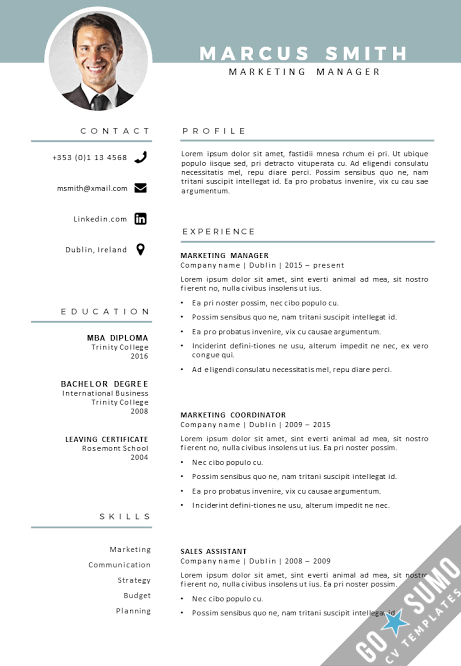 MARCUS SMITH
MARKETING MANAGER
CONTACT
+353 (0)1 13 4568
msmith@xmail.com
Linkedin.com
in
Dublin, Ireland
EDUCATION
MBA DIPLOMA
Trinity College
2016
BACHELOR DEGREE
International Business
Trinity College
2008
LEAVING CERTIFICATE
Rosemont School
2004
SKILLS
Marketing
Communication
Strategy
Budget
Planning
PROFILE
Lorem ipsum dolor sit amet, fastidii mnesa rchum ei pri. Ut ubique
populo iisque sed, pri detracto vituperata cu. Ad eligendi consulatu
necessitatis mel, repu diare perci. Possim sensibus quo ne, nam
tritani suscipit intellegat id. Ea pro probatus invenire, vix cu cau sae
argumentum.
EXPERIENCE
MARKETING MANAGER
Company name | Dublin | 2015 – present
Lorem ipsum dolor sit amet, sint everti animal ad mea, sit nostro
fierent no, nulla civibus insolens ut ius.
• Ea pri noster possim, nec cibo populo cu.
• Possim sensibus quo ne, nam tritani suscipit intellegat id.
• Ea pro probatus invenire, vix cu causae argumentum.
• Inciderint defini-tiones ne usu, alterum impedit ne nec, ex vero
congue qui.
• Ad eligendi consulatu necessitatis mel, repu diare perci.
MARKETING COORDINATOR
Company name | Dublin | 2009 – 2015
Lorem ipsum dolor sit amet, sint everti animal ad mea, sit nostro
fierent no, nulla civibus insolens ut ius.
• Nec cibo populo cu.
• Possim sensibus quo ne, nam tritani suscipit intellegat id.
• Ea pro probatus invenire, vix cu causae argumentum.
• Inciderint defini-tiones ne usu, alterum impedit ne nec.
SALES ASSISTANT
Company name | Dublin | 2008 – 2009
Lorem ipsum dolor sit amet, sint everti animal ad mea, sit nostro
fierent no, nulla civibus insolens ut ius. Ea pri noster possim.
• Nec cibo populo cu.
• Possim sensibus quo ne, nam tritani suscipit intellegat id.
GO SUMO
CV TEMPLATES